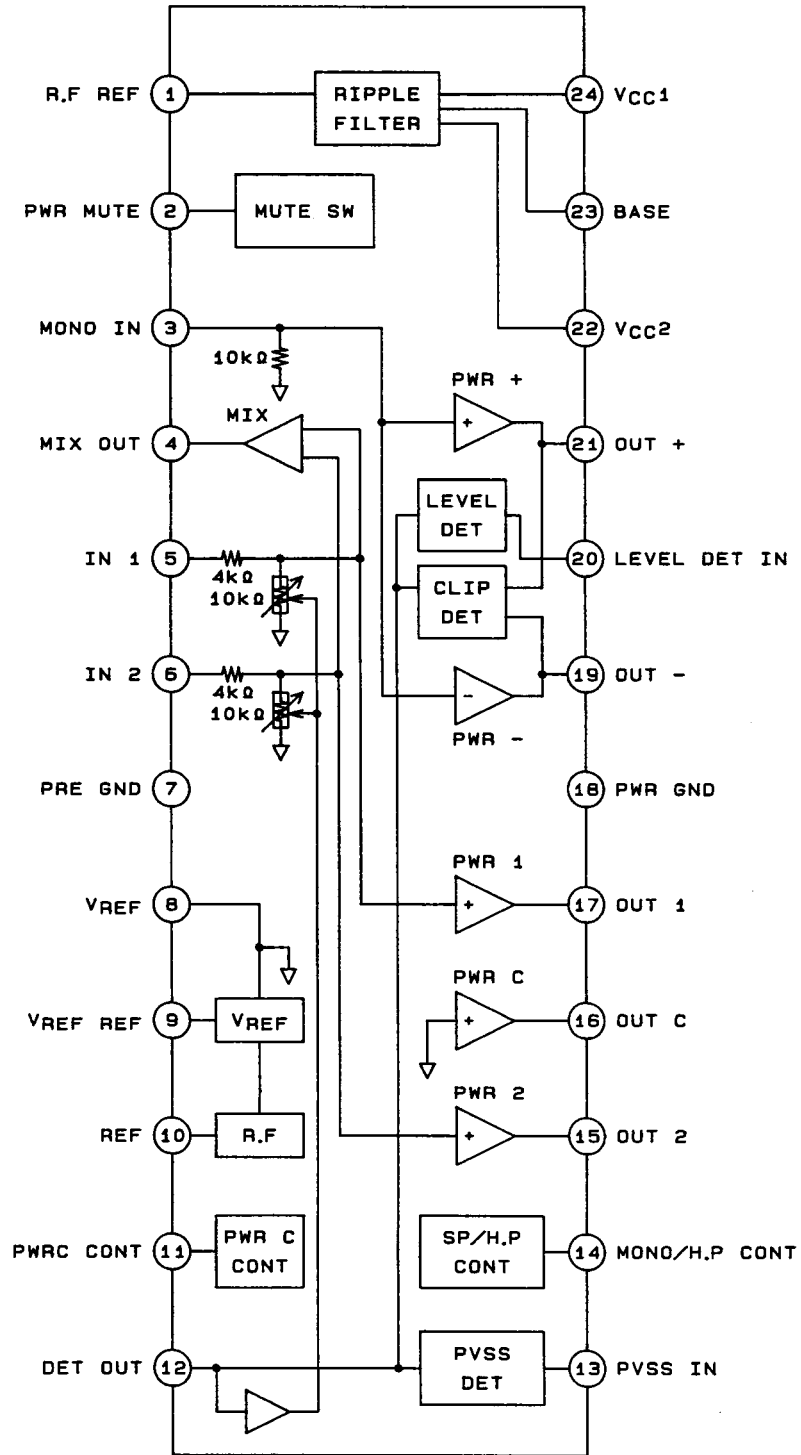 R.F REF 1
RIPPLE
FILTER
24 VCC1
PWR MUTE 2
MUTE SW
23 BASE
MONO IN 3
22 VCC2
10kΩ
PWR +
MIX
MIX OUT 4
+
21 OUT +
LEVEL
DET
IN 1 5
4kΩ
20 LEVEL DET IN
10kΩ
CLIP
DET
IN 2 6
4kΩ
-
19 OUT -
10kΩ
PWR -
PRE GND 7
18 PWR GND
PWR 1
VREF 8
+
17 OUT 1
PWR C
VREF REF 9
VREF
+
16 OUT C
PWR 2
REF 10
R.F
+
15 OUT 2
PWRC CONT 11
PWR C
CONT
SP/H.P
CONT
14 MONO/H.P CONT
DET OUT 12
PVSS
DET
13 PVSS IN